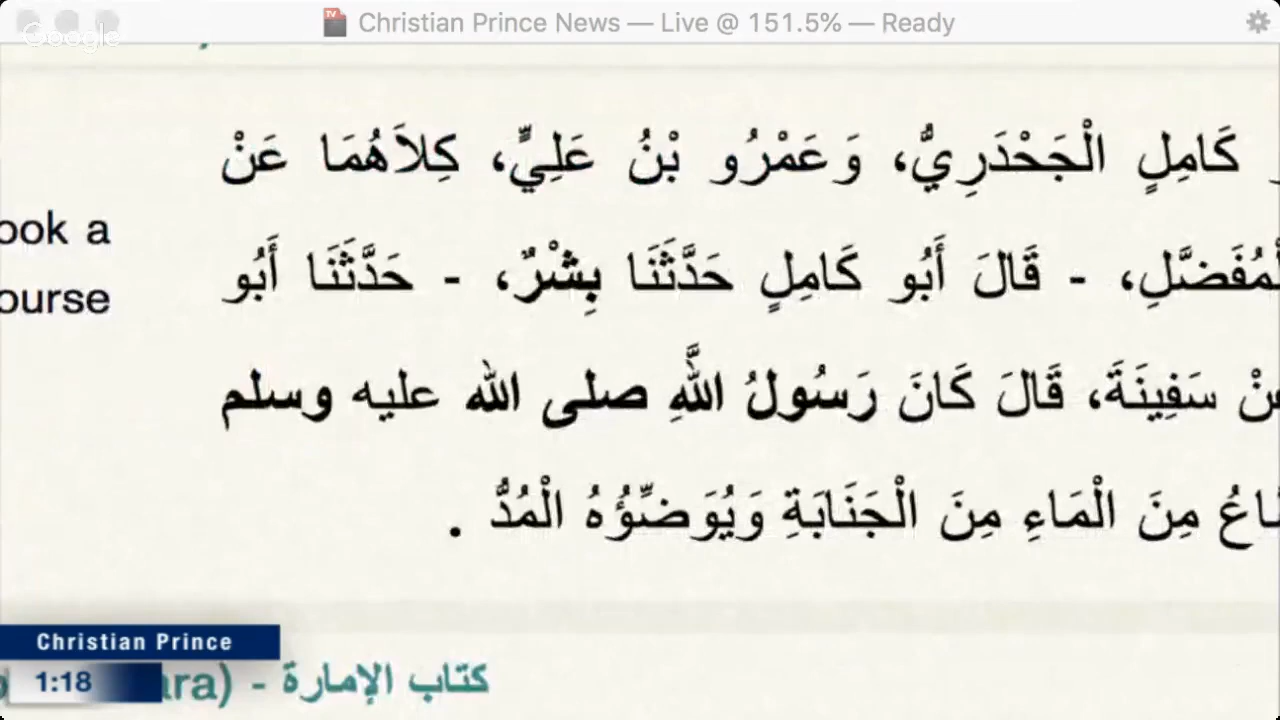 Christian Prince News — Live @ 151.5% — Ready
Google
كَامِلٍ الْجَحْدَرِيُّ، وَعَمْرُو بْنُ عَلِيٍّ، كِلاَهُمَا عَنْ
ook a
لْمُفَضَّلِ، - قَالَ أَبُو كَامِلٍ حَدَّثَنَا بِشْرٌ، - حَدَّثَنَا أَبُو
ourse
نْ سَفِينَةَ، قَالَ كَانَ رَسُولُ اللَّهِ صلى الله عليه وسلم
اعُ مِنَ الْمَاءِ مِنَ الْجَنَابَةِ وَيُوَضِّؤُهُ الْمُدُّ .
Christian Prince
1:18
ara) - كتاب الإمارة